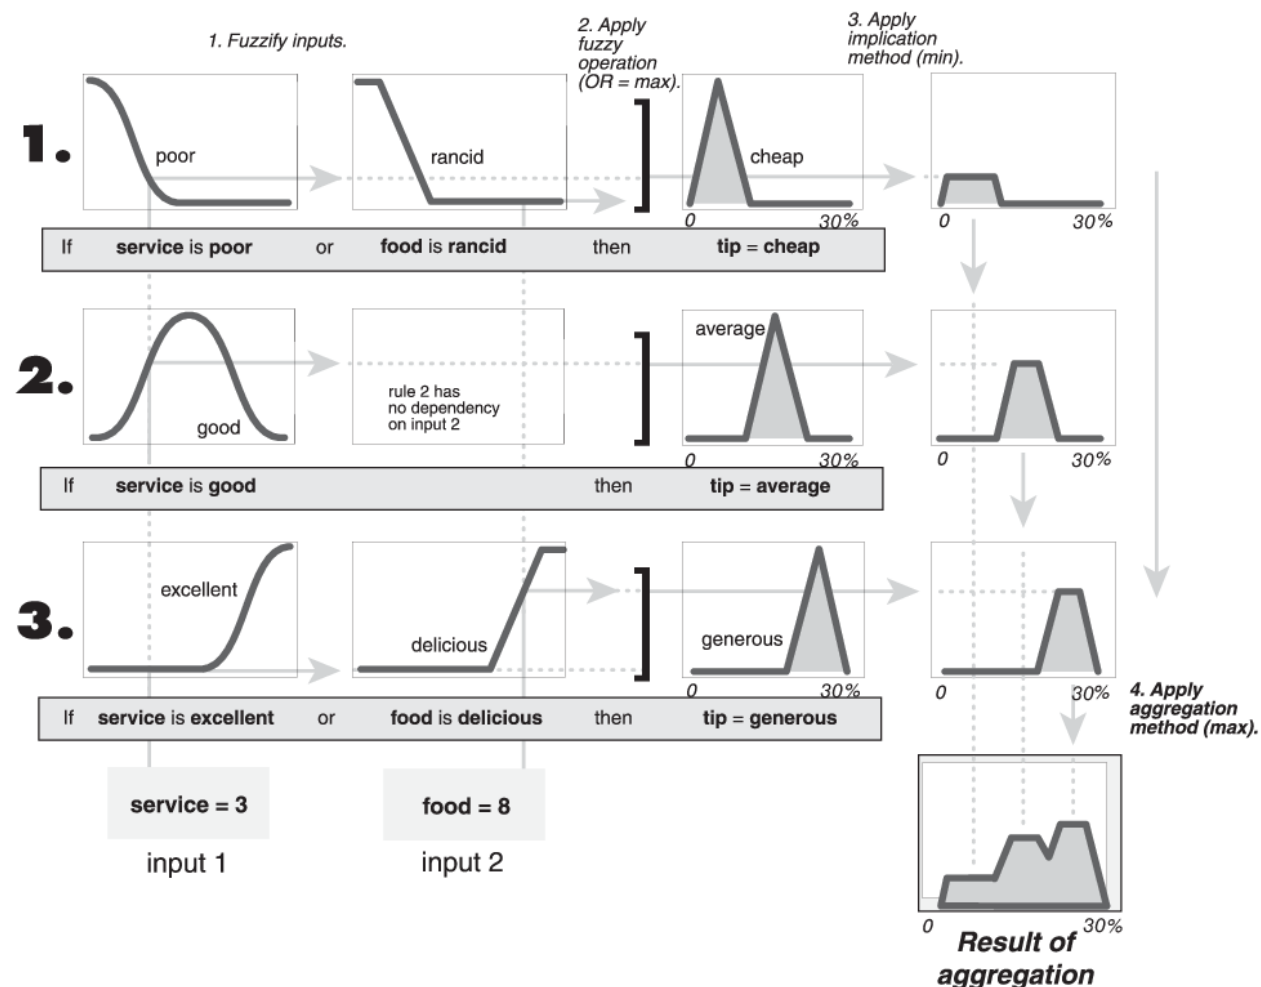 1. Fuzzify inputs.
2. Apply
fuzzy
operation
(OR = max).
3. Apply
implication
method (min).
1.
poor
rancid
cheap
0
30%
0
30%
If service is poor or food is rancid then tip = cheap
2.
good
rule 2 has
no dependency
on input 2
average
0
30%
0
30%
If service is good then tip = average
3.
excellent
delicious
generous
0
30%
0
30%
If service is excellent or food is delicious then tip = generous
4. Apply
aggregation
method (max).
service = 3
food = 8
input 1
input 2
0
30%
Result of
aggregation